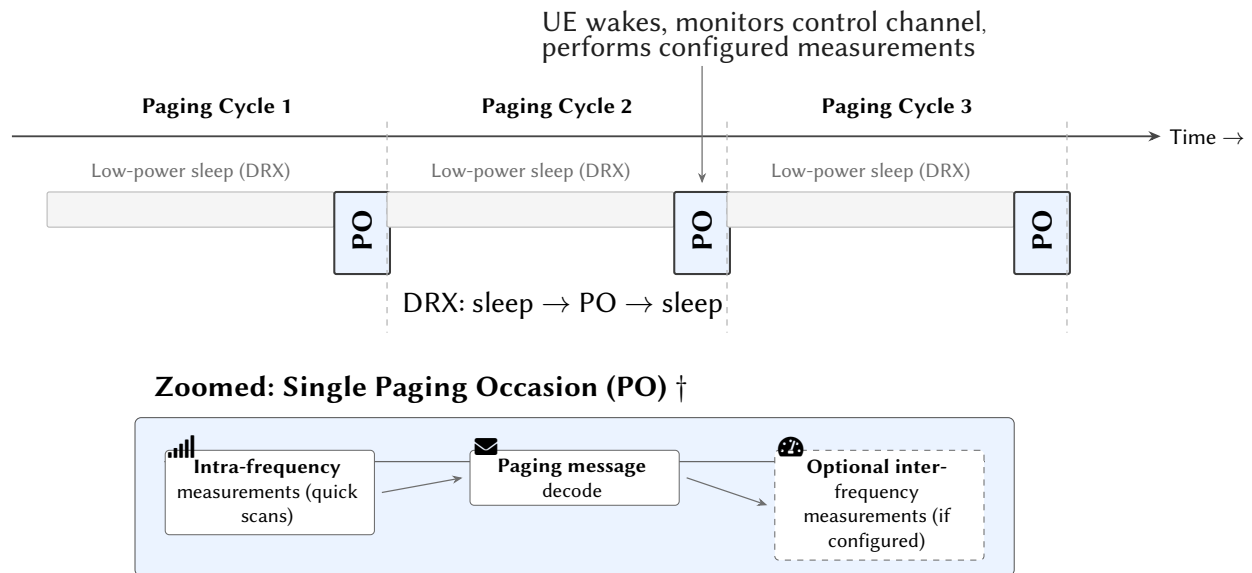 UE wakes, monitors control channel,
performs configured measurements
Paging Cycle 1
Paging Cycle 2
Paging Cycle 3
Time →
Low-power sleep (DRX)
Low-power sleep (DRX)
Low-power sleep (DRX)
PO
PO
PO
DRX: sleep → PO → sleep
Zoomed: Single Paging Occasion (PO) †
Intra-frequency
measurements (quick
scans)
Paging message
decode
Optional inter-
frequency
measurements (if
configured)